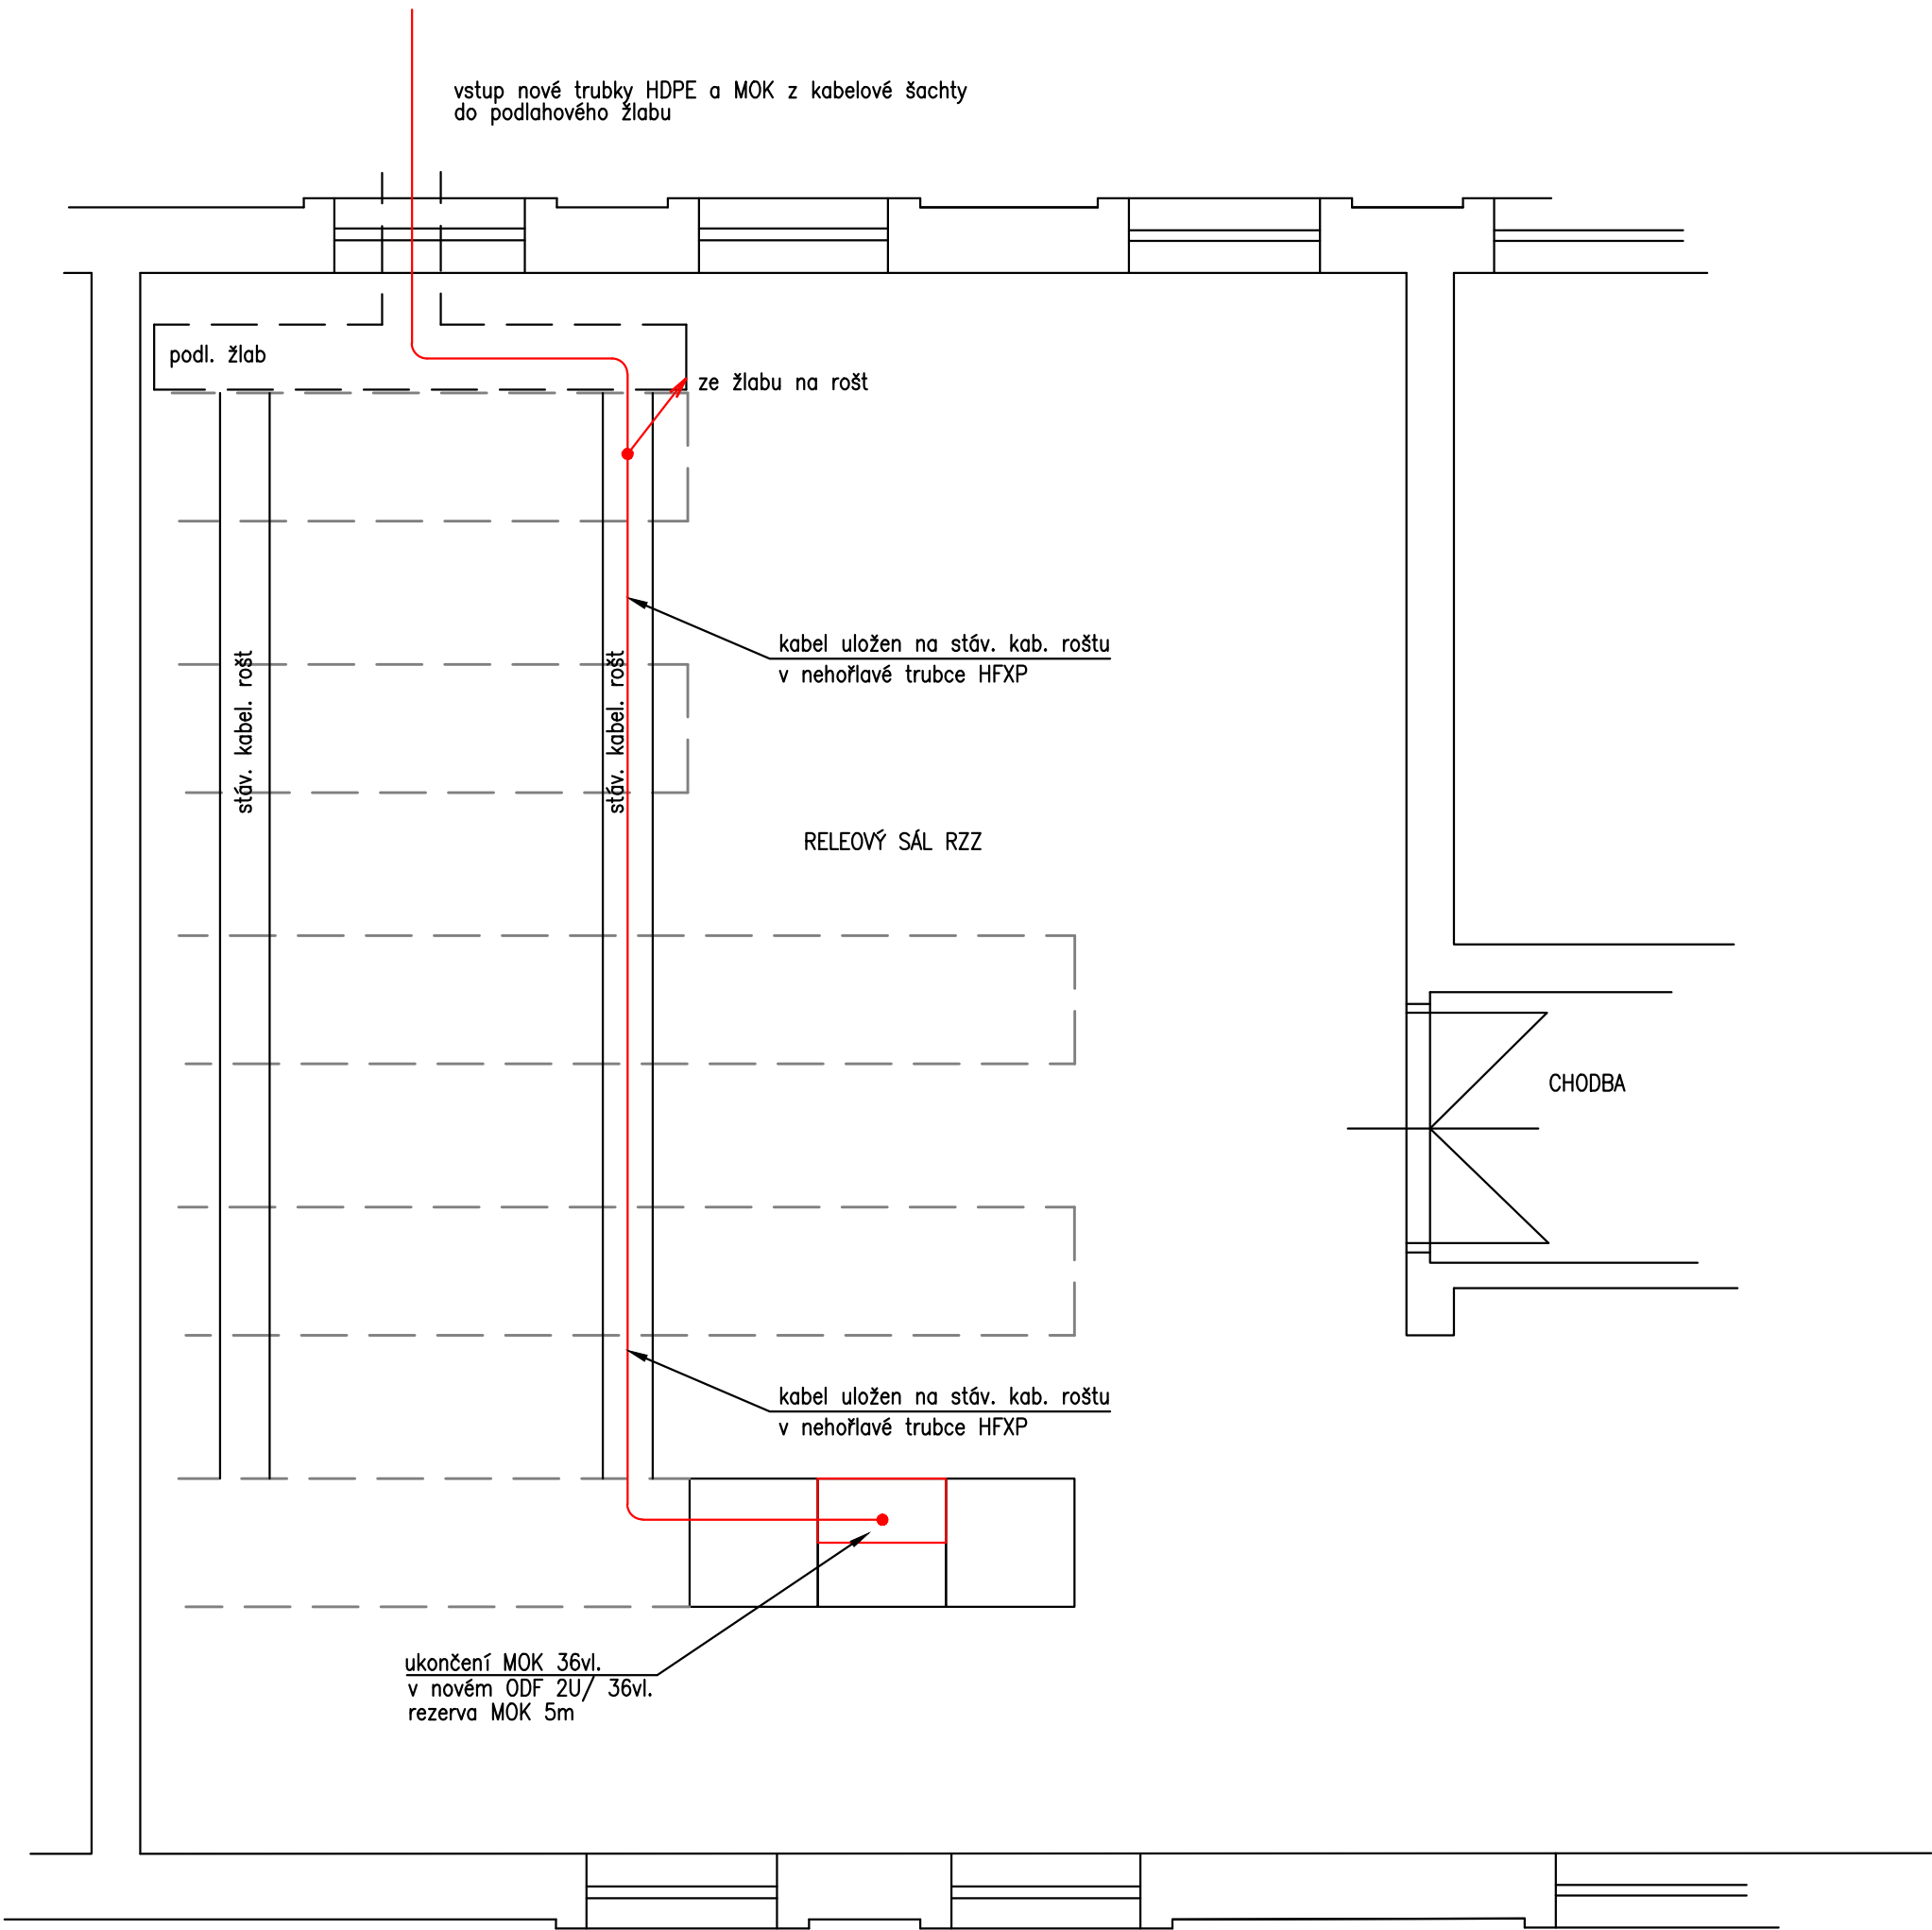 vstup nové trubky HDPE a MOK z kabelové šachty
do podlahového žlabu
podl. žlab
ze žlabu na rošt
kabel uložen na stáv. kab. roštu
v nehořlavé trubce HFXP
stáv. kabel. rošt
stáv. kabel. rošt
RELEOVÝ SÁL RZZ
CHODBA
kabel uložen na stáv. kab. roštu
v nehořlavé trubce HFXP
ukončení MOK 36vl.
v novém ODF 2U/ 36vl.
rezerva MOK 5m